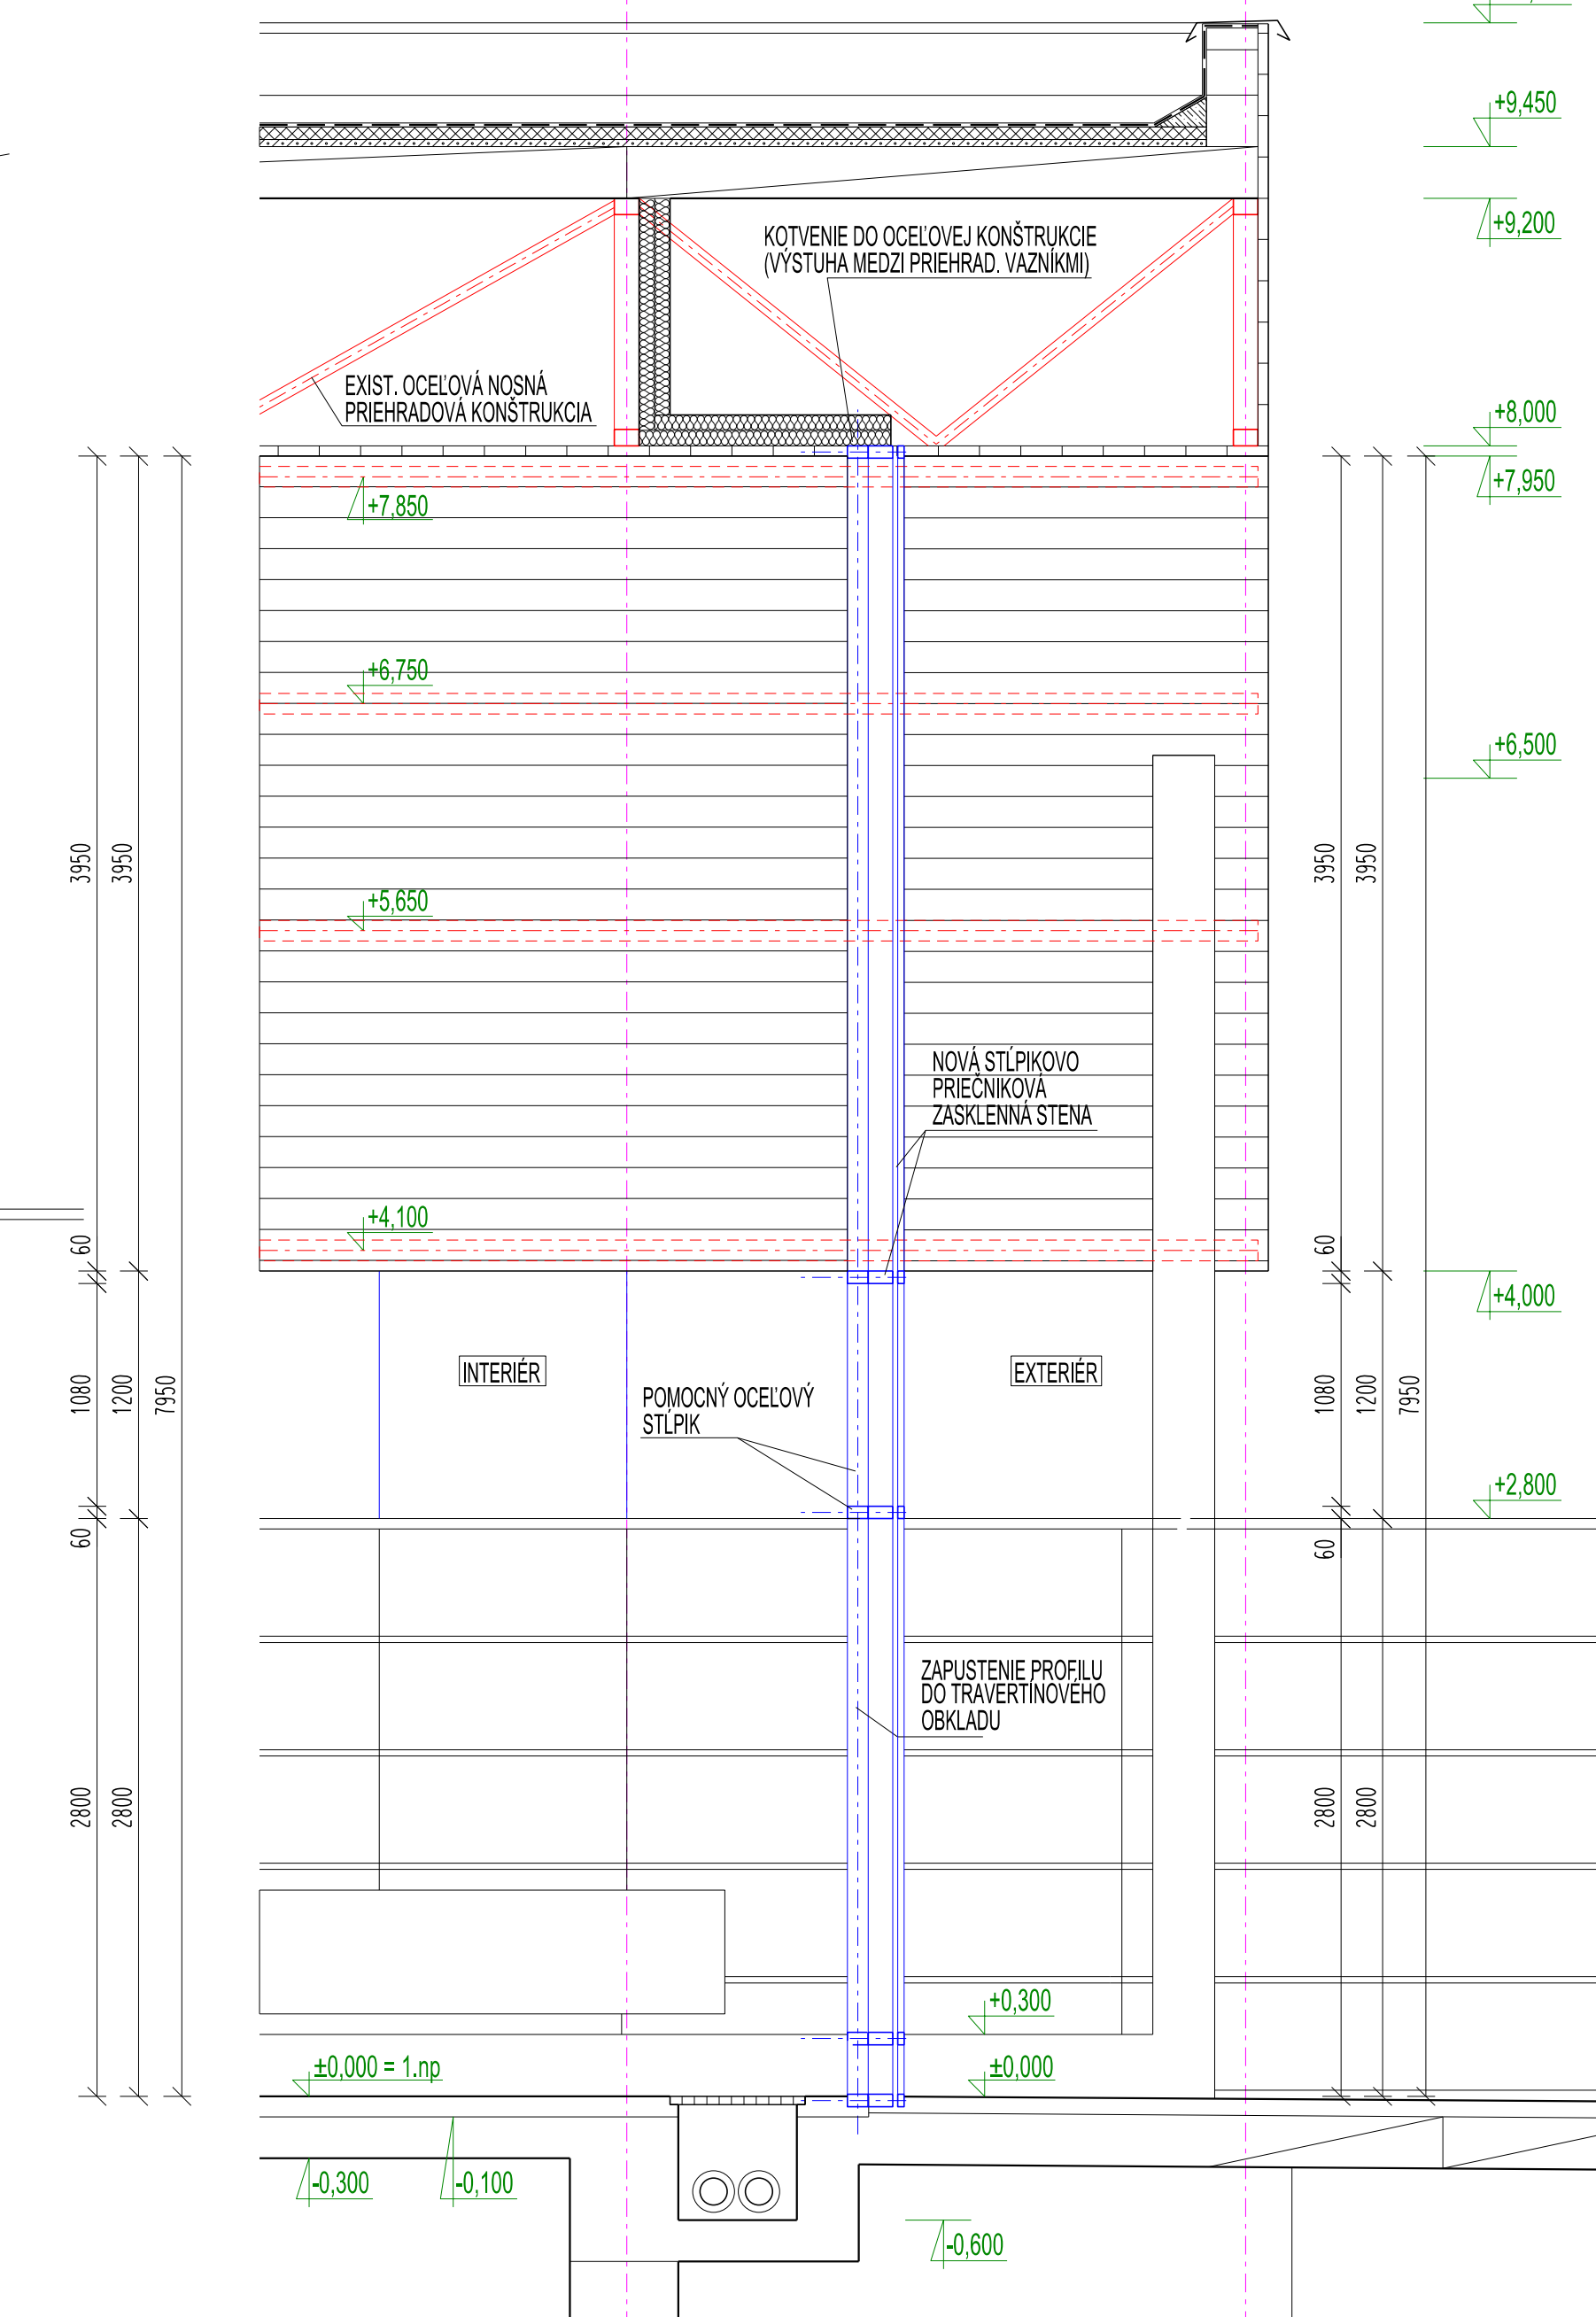 +9,450
+9,200
KOTVENIE DO OCEĽOVEJ KONŠTRUKCIE
(VÝSTUHA MEDZI PRIEHRAD. VAZNÍKMI)
EXIST. OCEĽOVÁ NOSNÁ
PRIEHRADOVÁ KONŠTRUKCIA
+8,000
+7,950
+7,850
+6,750
+6,500
3950
3950
3950
3950
+5,650
NOVÁ STĹPIKOVO
PRIEČNIKOVÁ
ZASKLENNÁ STENA
+4,100
60
60
+4,000
INTERIÉR
EXTERIÉR
1080
1200
7950
1080
1200
7950
POMOCNÝ OCEĽOVÝ
STĹPIK
+2,800
60
60
ZAPUSTENIE PROFILU
DO TRAVERTÍNOVÉHO
OBKLADU
2800
2800
2800
2800
+0,300
±0,000 = 1.np
±0,000
-0,300
-0,100
-0,600